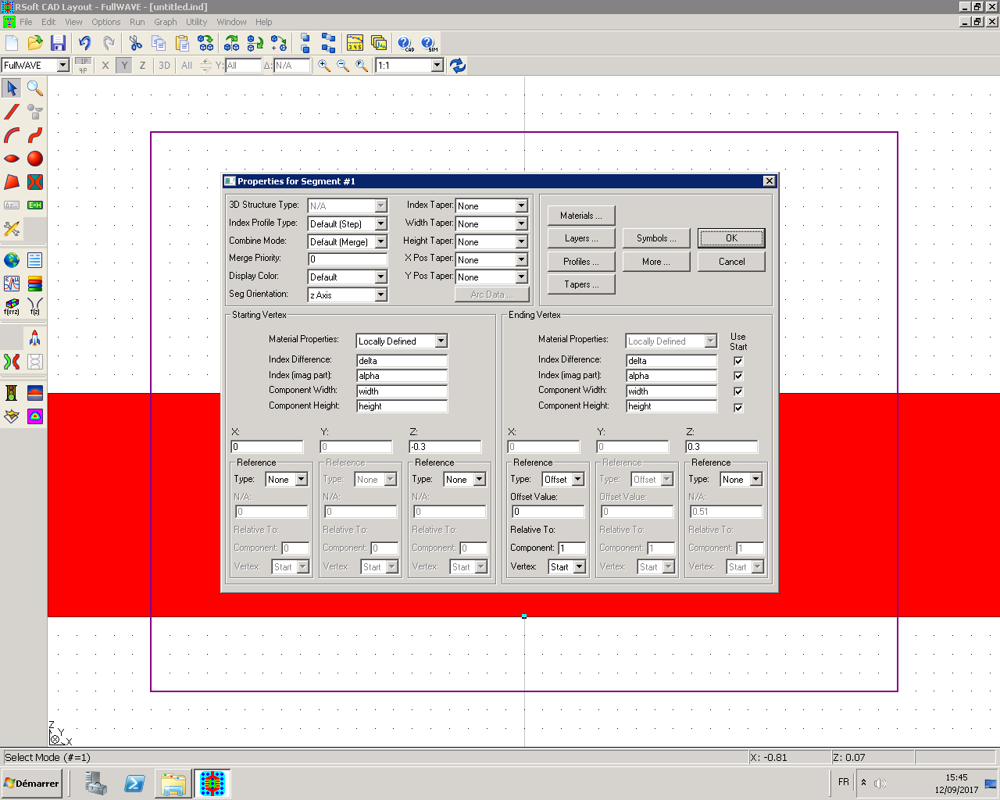 RSoft CAD Layout - FullWAVE - [untitled.ind]
File Edit View Options Run Graph Utility Window Help
FullWAVE 1P 4P X Y Z 3D All Y: All Δ: N/A 1:1
Properties for Segment #1
3D Structure Type: N/A Index Taper: None
Index Profile Type: Default (Step) Width Taper: None
Combine Mode: Default (Merge) Height Taper: None
Merge Priority: 0 X Pos Taper: None
Display Color: Default Y Pos Taper: None
Seg Orientation: z Axis Arc Data ...
Materials ...
Layers ... Symbols ... OK
Profiles ... More ... Cancel
Tapers ...
Starting Vertex
Material Properties: Locally Defined
Index Difference: delta
Index (imag part): alpha
Component Width: width
Component Height: height
X: Y: Z:
0 0 -0.3
Reference Reference Reference
Type: None Type: None Type: None
N/A: N/A: N/A:
0 0 0
Relative To: Relative To: Relative To:
Component: 0 Component: 0 Component: 0
Vertex: Start Vertex: Start Vertex: Start
Ending Vertex
Use Start
Material Properties: Locally Defined
Index Difference: delta
Index (imag part): alpha
Component Width: width
Component Height: height
X: Y: Z:
0 0 0.3
Reference Reference Reference
Type: Offset Type: Offset Type: None
Offset Value: Offset Value: N/A:
0 0 0.51
Relative To: Relative To: Relative To:
Component: 1 Component: 1 Component: 1
Vertex: Start Vertex: Start Vertex: Start
Z
Y
X
Select Mode (#=1) X: -0.81 Z: 0.07
Démarrer FR 15:45
12/09/2017